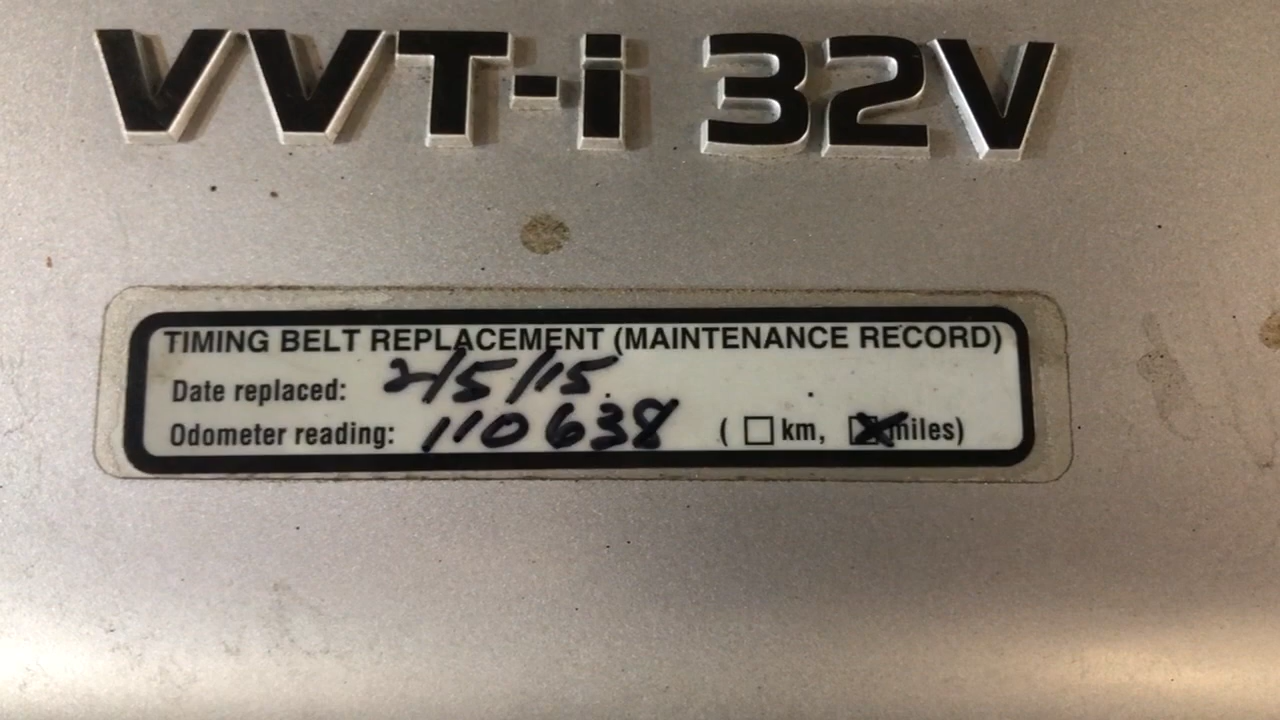 VVT-i 32V
TIMING BELT REPLACEMENT (MAINTENANCE RECORD)
Date replaced: 2/5/15
Odometer reading: 110638 ( □ km, ☒ miles)